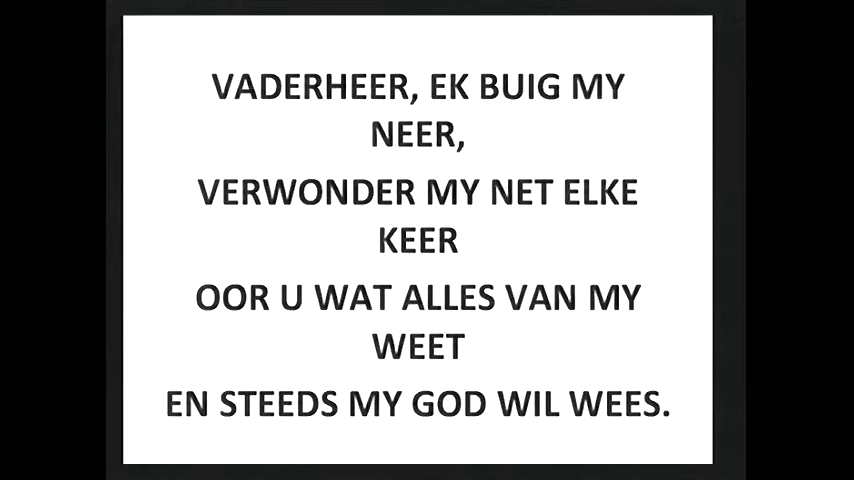 VADERHEER, EK BUIG MY
NEER,
VERWONDER MY NET ELKE
KEER
OOR U WAT ALLES VAN MY
WEET
EN STEEDS MY GOD WIL WEES.